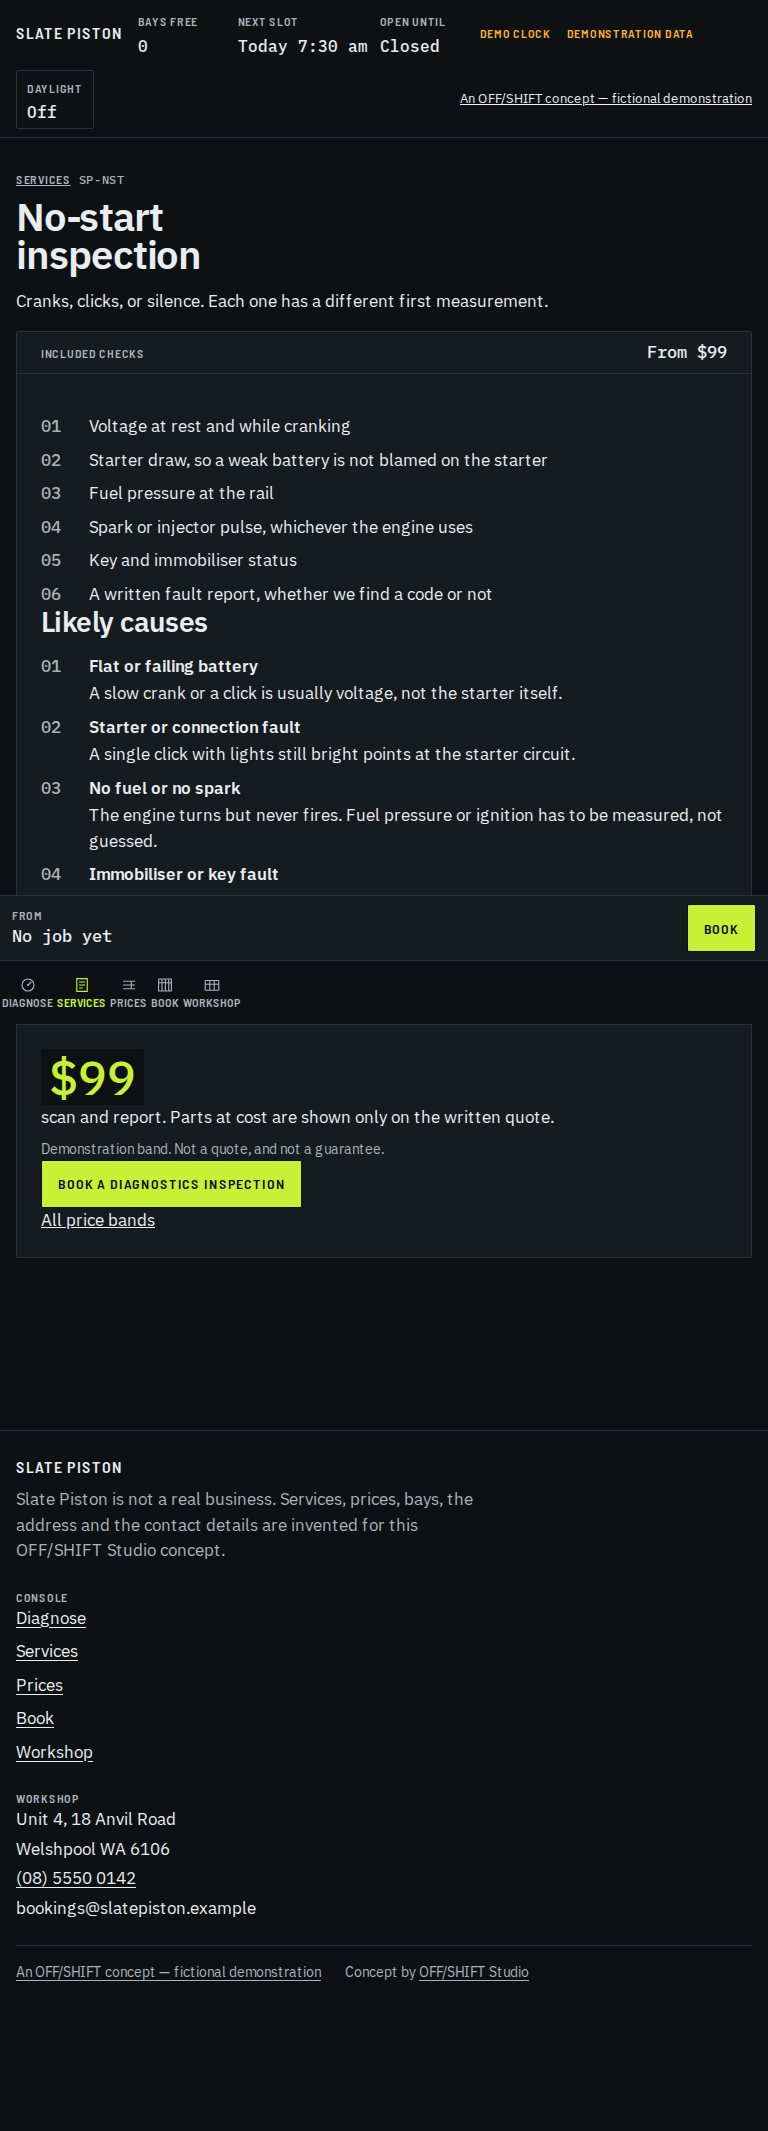 SLATE PISTON
BAYS FREE
0
NEXT SLOT
Today 7:30 am
OPEN UNTIL
Closed
DEMO CLOCK
DEMONSTRATION DATA
DAYLIGHT
Off
An OFF/SHIFT concept — fictional demonstration
SERVICES SP-NST
No-start
inspection
Cranks, clicks, or silence. Each one has a different first measurement.
INCLUDED CHECKS
From $99
01 Voltage at rest and while cranking
02 Starter draw, so a weak battery is not blamed on the starter
03 Fuel pressure at the rail
04 Spark or injector pulse, whichever the engine uses
05 Key and immobiliser status
06 A written fault report, whether we find a code or not
Likely causes
01 Flat or failing battery
A slow crank or a click is usually voltage, not the starter itself.
02 Starter or connection fault
A single click with lights still bright points at the starter circuit.
03 No fuel or no spark
The engine turns but never fires. Fuel pressure or ignition has to be measured, not
guessed.
04 Immobiliser or key fault
FROM
No job yet
BOOK
DIAGNOSE SERVICES PRICES BOOK WORKSHOP
$99
scan and report. Parts at cost are shown only on the written quote.
Demonstration band. Not a quote, and not a guarantee.
BOOK A DIAGNOSTICS INSPECTION
All price bands
SLATE PISTON
Slate Piston is not a real business. Services, prices, bays, the
address and the contact details are invented for this
OFF/SHIFT Studio concept.
CONSOLE
Diagnose
Services
Prices
Book
Workshop
WORKSHOP
Unit 4, 18 Anvil Road
Welshpool WA 6106
(08) 5550 0142
bookings@slatepiston.example
An OFF/SHIFT concept — fictional demonstration
Concept by OFF/SHIFT Studio